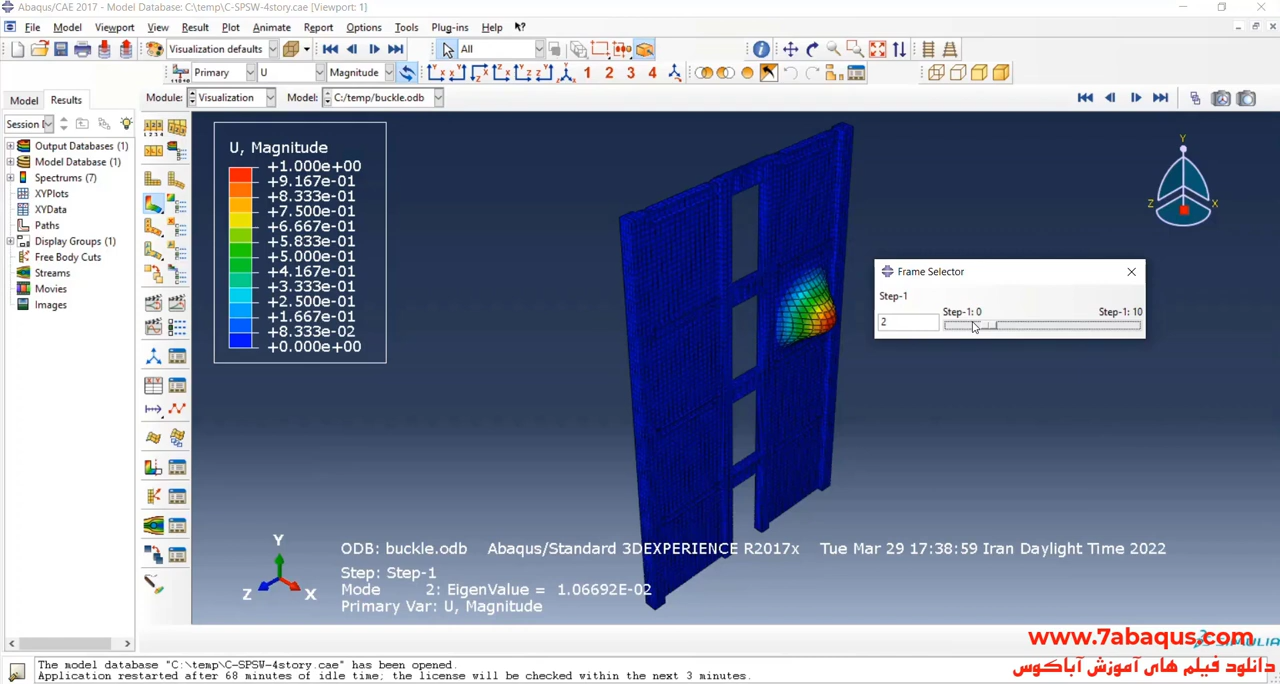 Abaqus/CAE 2017 - Model Database: C:\temp\C-SPSW-4story.cae [Viewport: 1]
File Model Viewport View Result Plot Animate Report Options Tools Plug-ins Help
Visualization defaults All
Primary U Magnitude 1 2 3 4
Model Results Module: Visualization Model: C:/temp/buckle.odb
Session
Output Databases (1)
Model Database (1)
Spectrums (7)
XYPlots
XYData
Paths
Display Groups (1)
Free Body Cuts
Streams
Movies
Images
U, Magnitude
+1.000e+00
+9.167e-01
+8.333e-01
+7.500e-01
+6.667e-01
+5.833e-01
+5.000e-01
+4.167e-01
+3.333e-01
+2.500e-01
+1.667e-01
+8.333e-02
+0.000e+00
Y
Z X
Frame Selector
Step-1
Step-1: 0 Step-1: 10
2
Y
Z X
ODB: buckle.odb Abaqus/Standard 3DEXPERIENCE R2017x Tue Mar 29 17:38:59 Iran Daylight Time 2022
Step: Step-1
Mode 2: EigenValue = 1.06692E-02
Primary Var: U, Magnitude
www.7abaqus.com
دانلود فیلم های آموزش آباکوس
The model database "C:\temp\C-SPSW-4story.cae" has been opened.
Application restarted after 68 minutes of idle time; the license will be checked within the next 3 minutes.